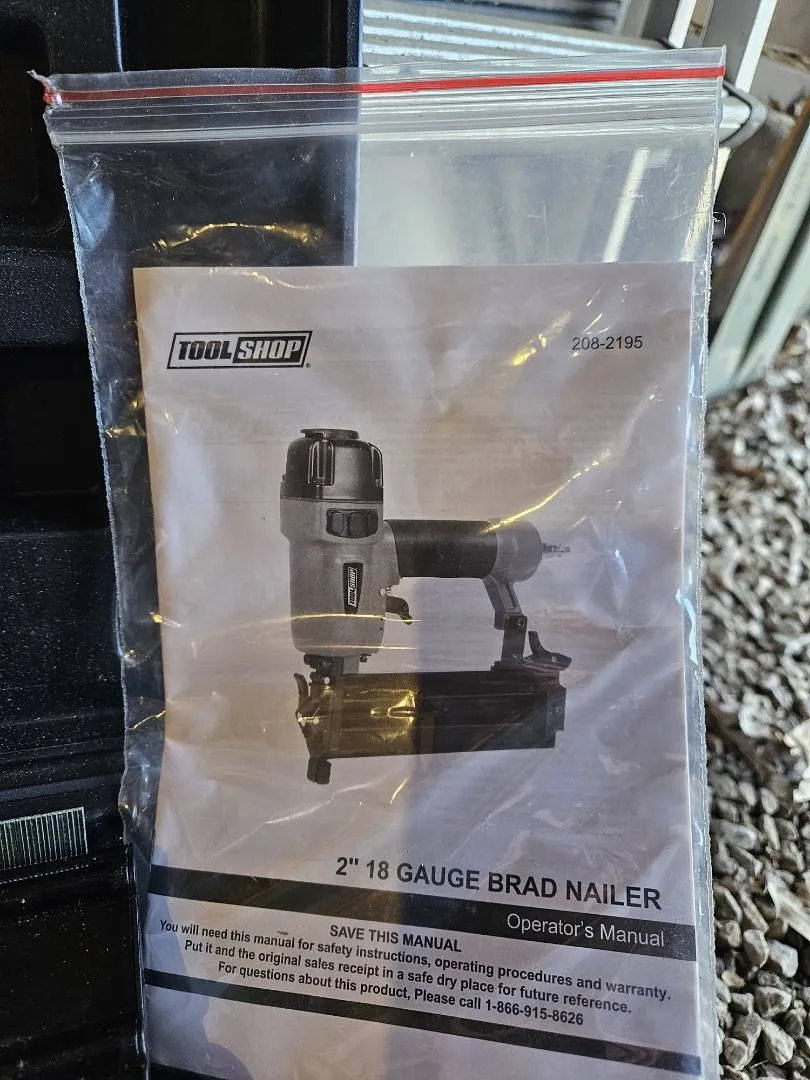 TOOL SHOP®
208-2195
TOOL SHOP
2" 18 GAUGE BRAD NAILER
Operator's Manual
SAVE THIS MANUAL
You will need this manual for safety instructions, operating procedures and warranty.
Put it and the original sales receipt in a safe dry place for future reference.
For questions about this product, Please call 1-866-915-8626